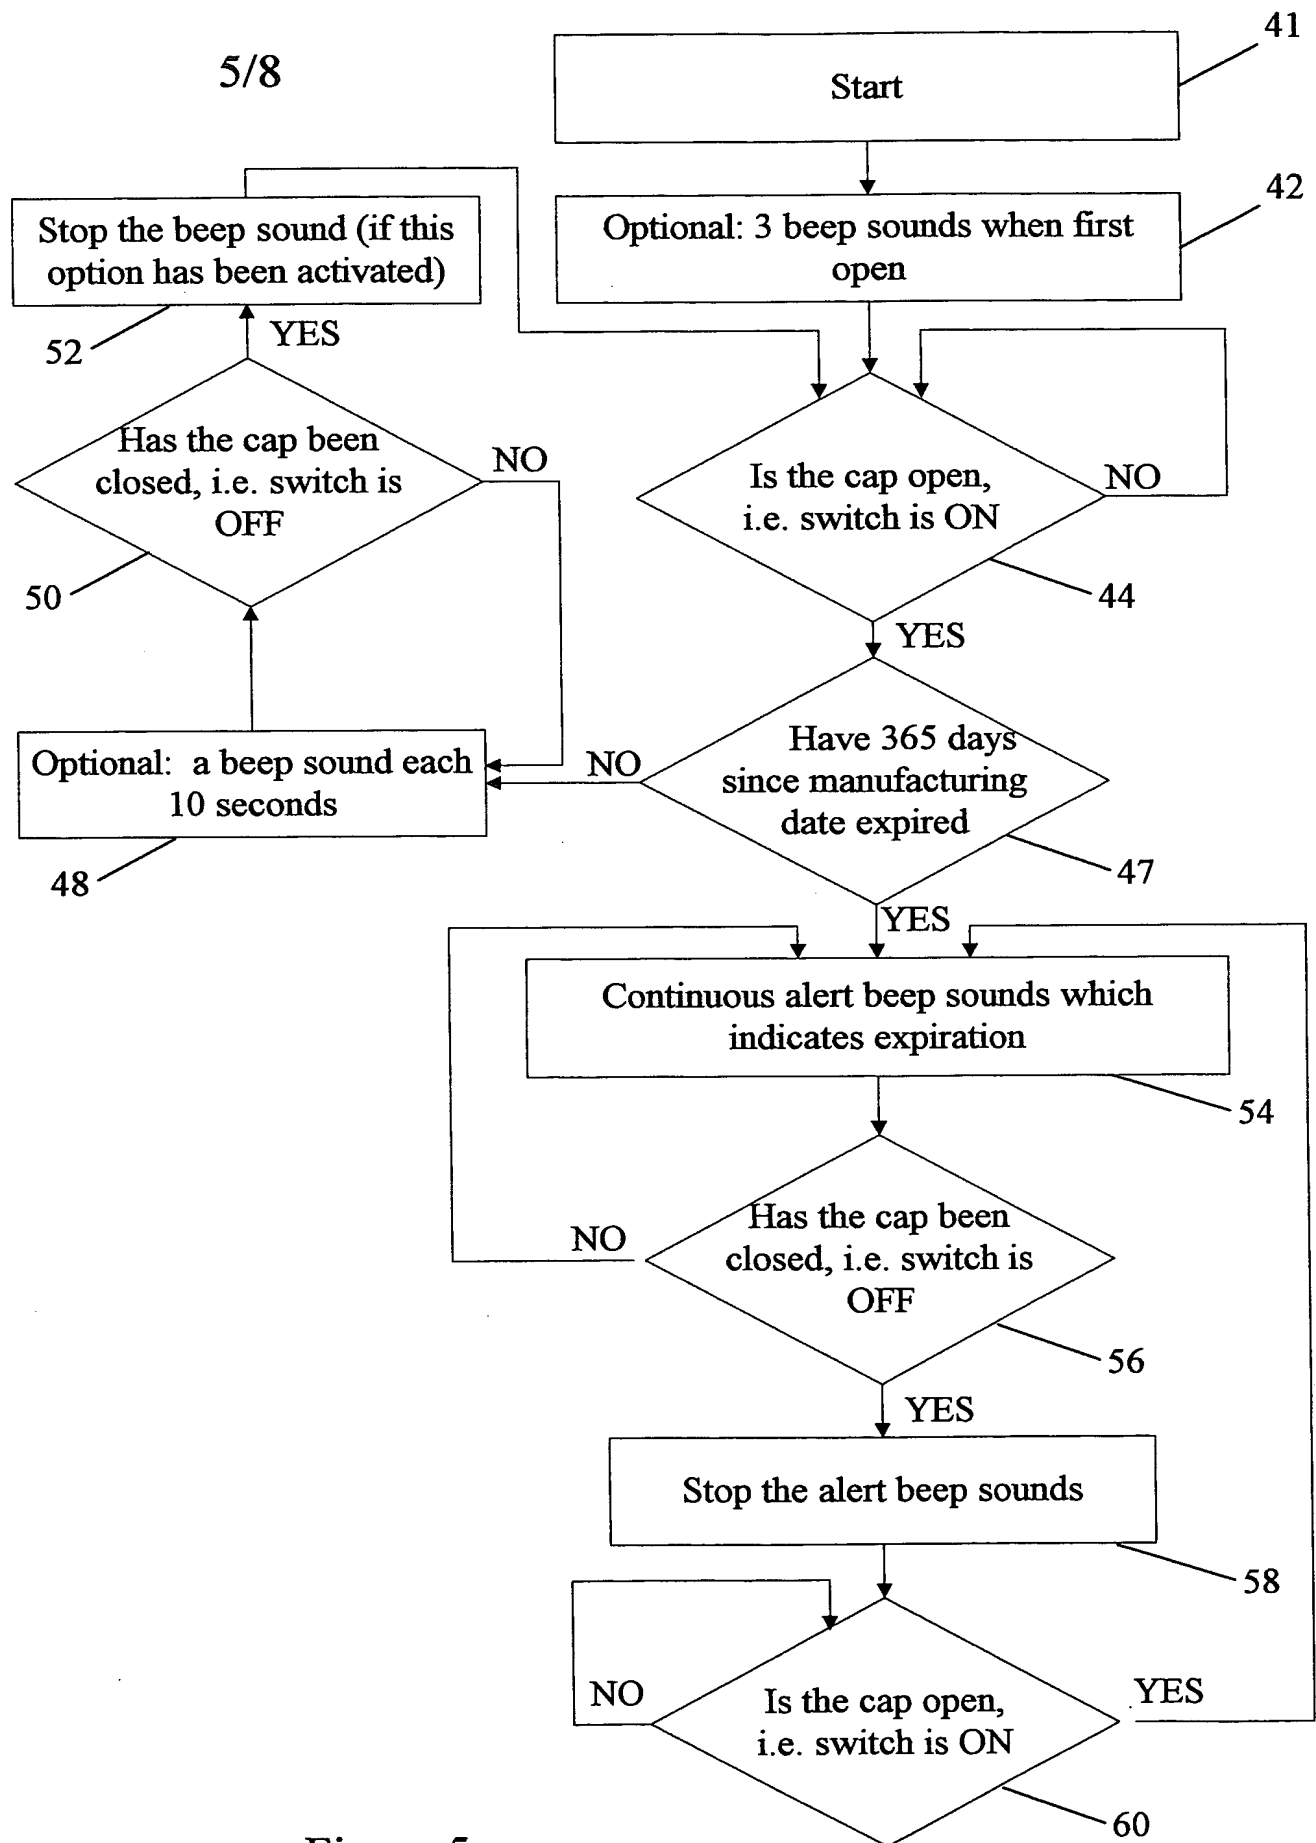 5/8
41
Start
42
Optional: 3 beep sounds when first
open
Stop the beep sound (if this
option has been activated)
52
YES
Has the cap been
closed, i.e. switch is
OFF
NO
50
Is the cap open,
i.e. switch is ON
NO
44
YES
Have 365 days
since manufacturing
date expired
NO
47
Optional: a beep sound each
10 seconds
48
YES
Continuous alert beep sounds which
indicates expiration
54
Has the cap been
closed, i.e. switch is
OFF
NO
56
YES
Stop the alert beep sounds
58
Is the cap open,
i.e. switch is ON
NO
YES
60
Figure 5